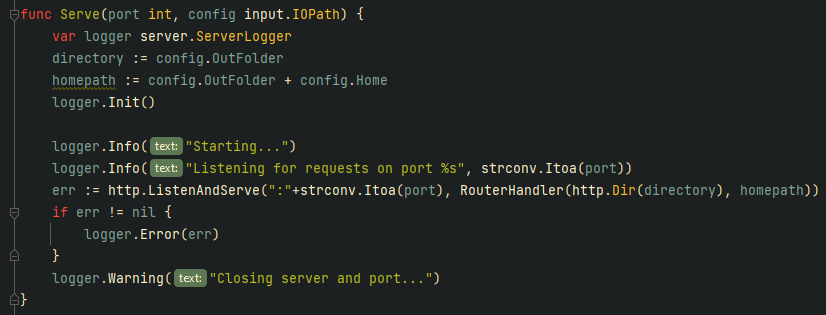 func Serve(port int, config input.IOPath) {
    var logger server.ServerLogger
    directory := config.OutFolder
    homepath := config.OutFolder + config.Home
    logger.Init()

    logger.Info( text: "Starting...")
    logger.Info( text: "Listening for requests on port %s", strconv.Itoa(port))
    err := http.ListenAndServe(":"+strconv.Itoa(port), RouterHandler(http.Dir(directory), homepath))
    if err != nil {
        logger.Error(err)
    }
    logger.Warning( text: "Closing server and port...")
}